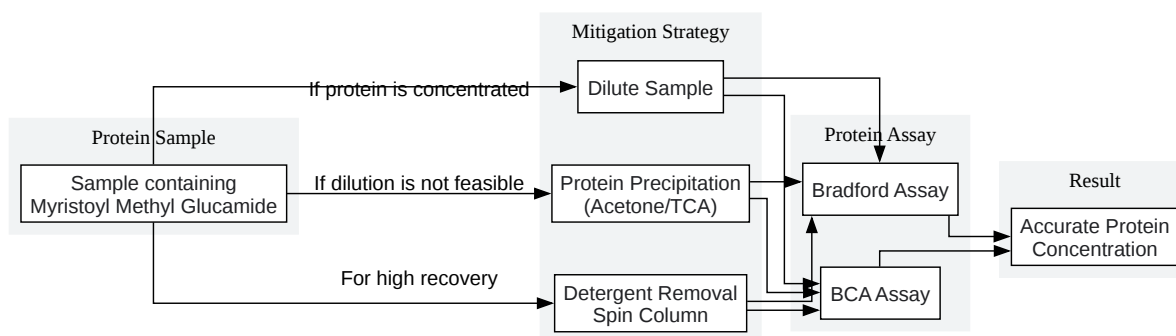 Mitigation Strategy
If protein is concentrated
Dilute Sample
Protein Sample
Sample containing
Myristoyl Methyl Glucamide
If dilution is not feasible
Protein Precipitation
(Acetone/TCA)
Protein Assay
Bradford Assay
Result
Accurate Protein
Concentration
For high recovery
Detergent Removal
Spin Column
BCA Assay